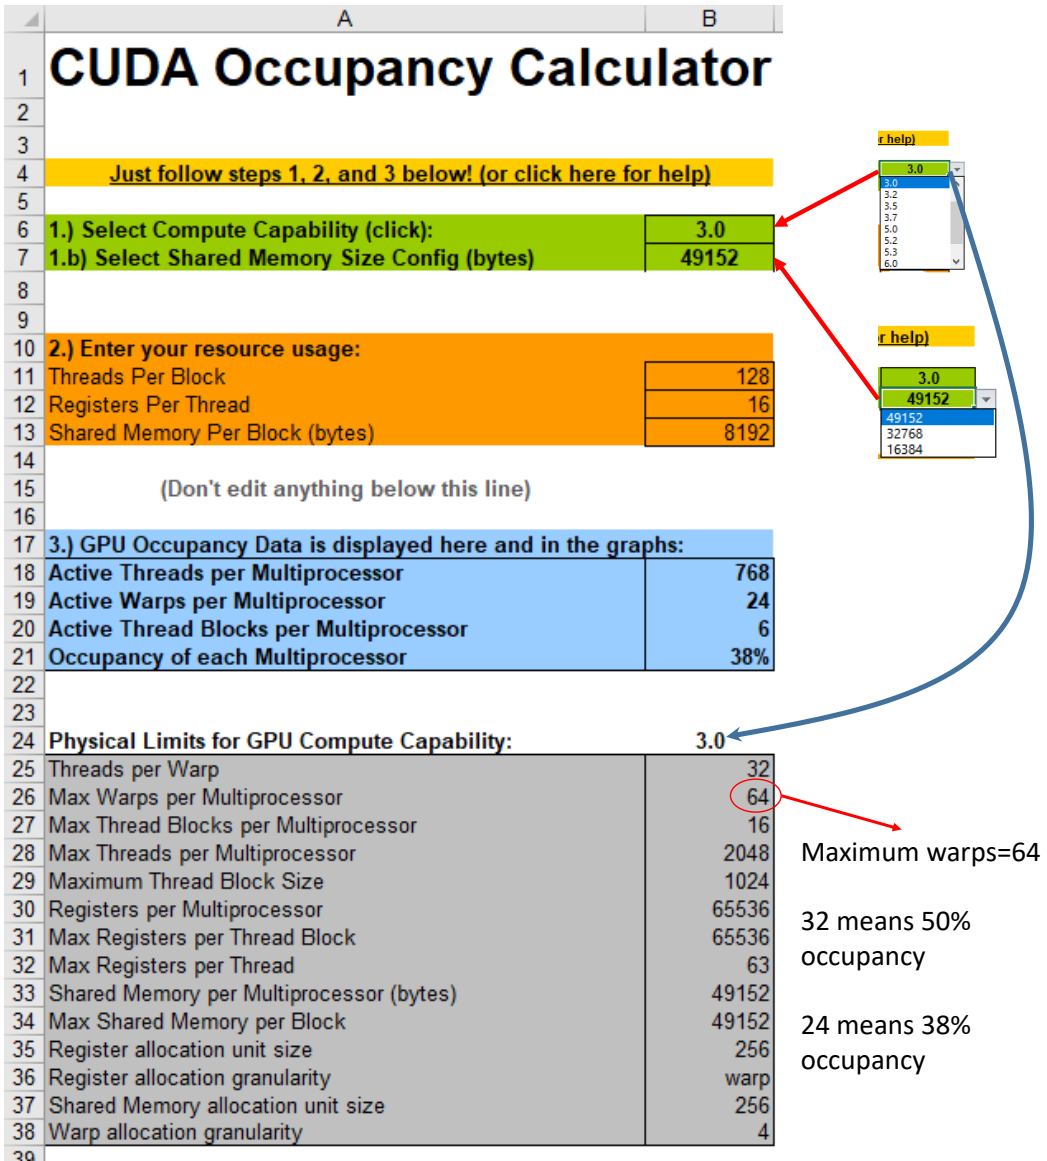 A B
1 CUDA Occupancy Calculator
2
3
4 Just follow steps 1, 2, and 3 below! (or click here for help)
5
6 1.) Select Compute Capability (click): 3.0
7 1.b) Select Shared Memory Size Config (bytes) 49152
8
9
10 2.) Enter your resource usage:
11 Threads Per Block 128
12 Registers Per Thread 16
13 Shared Memory Per Block (bytes) 8192
14
15 (Don't edit anything below this line)
16
17 3.) GPU Occupancy Data is displayed here and in the graphs:
18 Active Threads per Multiprocessor 768
19 Active Warps per Multiprocessor 24
20 Active Thread Blocks per Multiprocessor 6
21 Occupancy of each Multiprocessor 38%
22
23
24 Physical Limits for GPU Compute Capability: 3.0
25 Threads per Warp 32
26 Max Warps per Multiprocessor 64
27 Max Thread Blocks per Multiprocessor 16
28 Max Threads per Multiprocessor 2048
29 Maximum Thread Block Size 1024
30 Registers per Multiprocessor 65536
31 Max Registers per Thread Block 65536
32 Max Registers per Thread 63
33 Shared Memory per Multiprocessor (bytes) 49152
34 Max Shared Memory per Block 49152
35 Register allocation unit size 256
36 Register allocation granularity warp
37 Shared Memory allocation unit size 256
38 Warp allocation granularity 4
39
r help)
3.0
3.0
3.2
3.5
3.7
5.0
5.2
5.3
6.0
r help)
3.0
49152
49152
32768
16384
Maximum warps=64
32 means 50%
occupancy
24 means 38%
occupancy